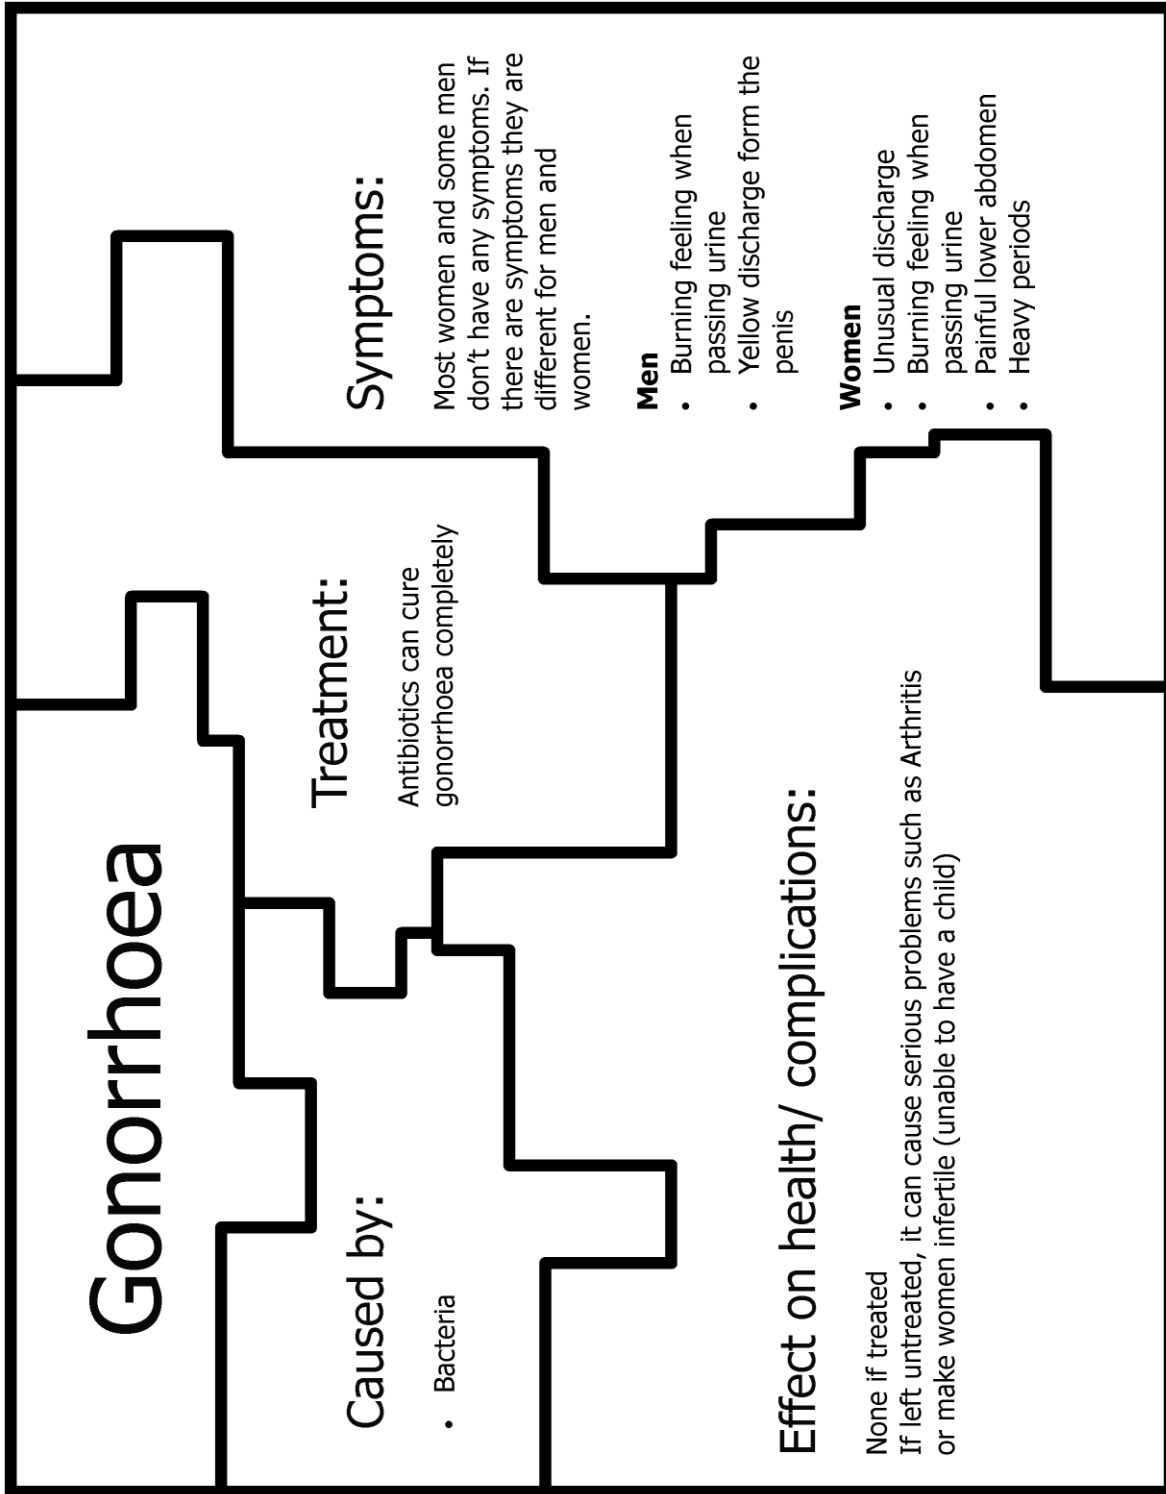 Gonorrhoea
Caused by:
• Bacteria
Treatment:
Antibiotics can cure
gonorrhoea completely
Symptoms:
Most women and some men
don't have any symptoms. If
there are symptoms they are
different for men and
women.
Men
• Burning feeling when
passing urine
• Yellow discharge form the
penis
Women
• Unusual discharge
• Burning feeling when
passing urine
• Painful lower abdomen
• Heavy periods
Effect on health/ complications:
None if treated
If left untreated, it can cause serious problems such as Arthritis
or make women infertile (unable to have a child)